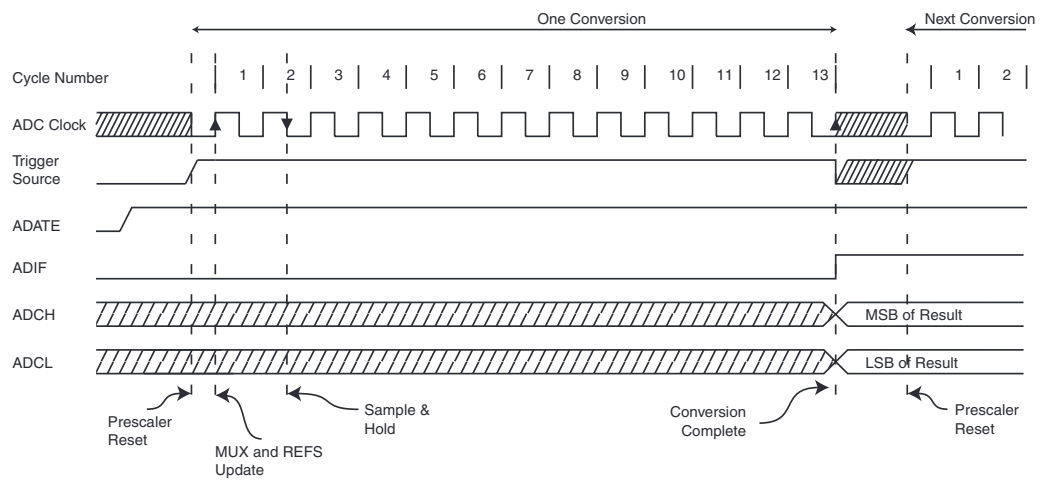 One Conversion
Next Conversion
Cycle Number
1 2 3 4 5 6 7 8 9 10 11 12 13 1 2
ADC Clock
Trigger
Source
ADATE
ADIF
ADCH
MSB of Result
ADCL
LSB of Result
Prescaler
Reset
MUX and REFS
Update
Sample &
Hold
Conversion
Complete
Prescaler
Reset